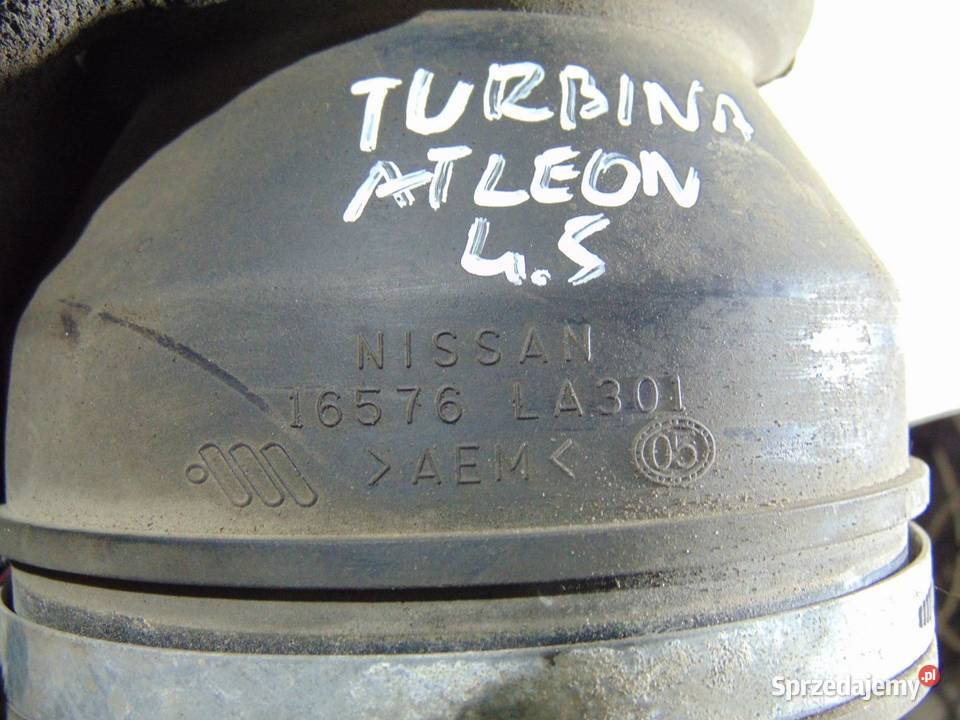 TURBINA
ATLEON
4.5
NISSAN
16576 LA301
>AEM< 05
Sprzedajemy.pl